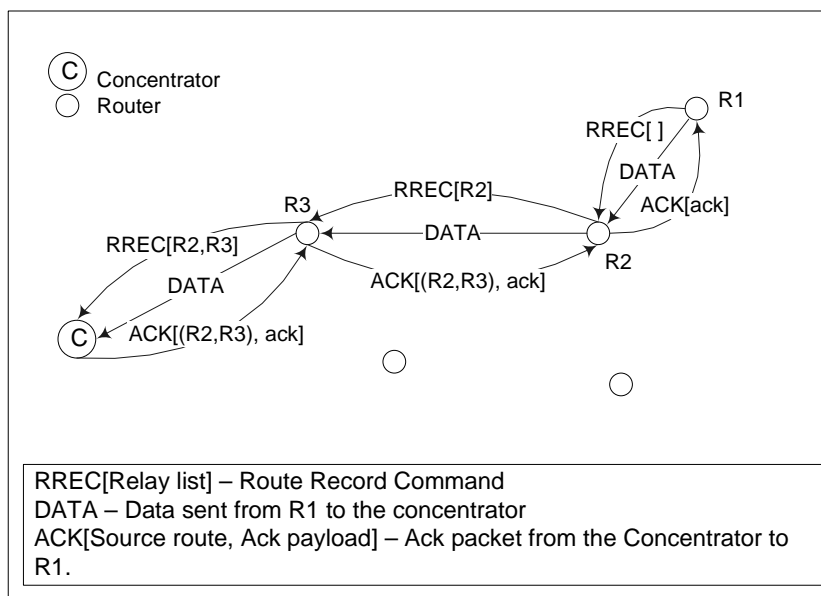 C Concentrator
Router
R1
RREC[ ]
DATA
ACK[ack]
RREC[R2]
R3
DATA
R2
RREC[R2,R3]
DATA
ACK[(R2,R3), ack]
C
ACK[(R2,R3), ack]
RREC[Relay list] – Route Record Command
DATA – Data sent from R1 to the concentrator
ACK[Source route, Ack payload] – Ack packet from the Concentrator to
R1.